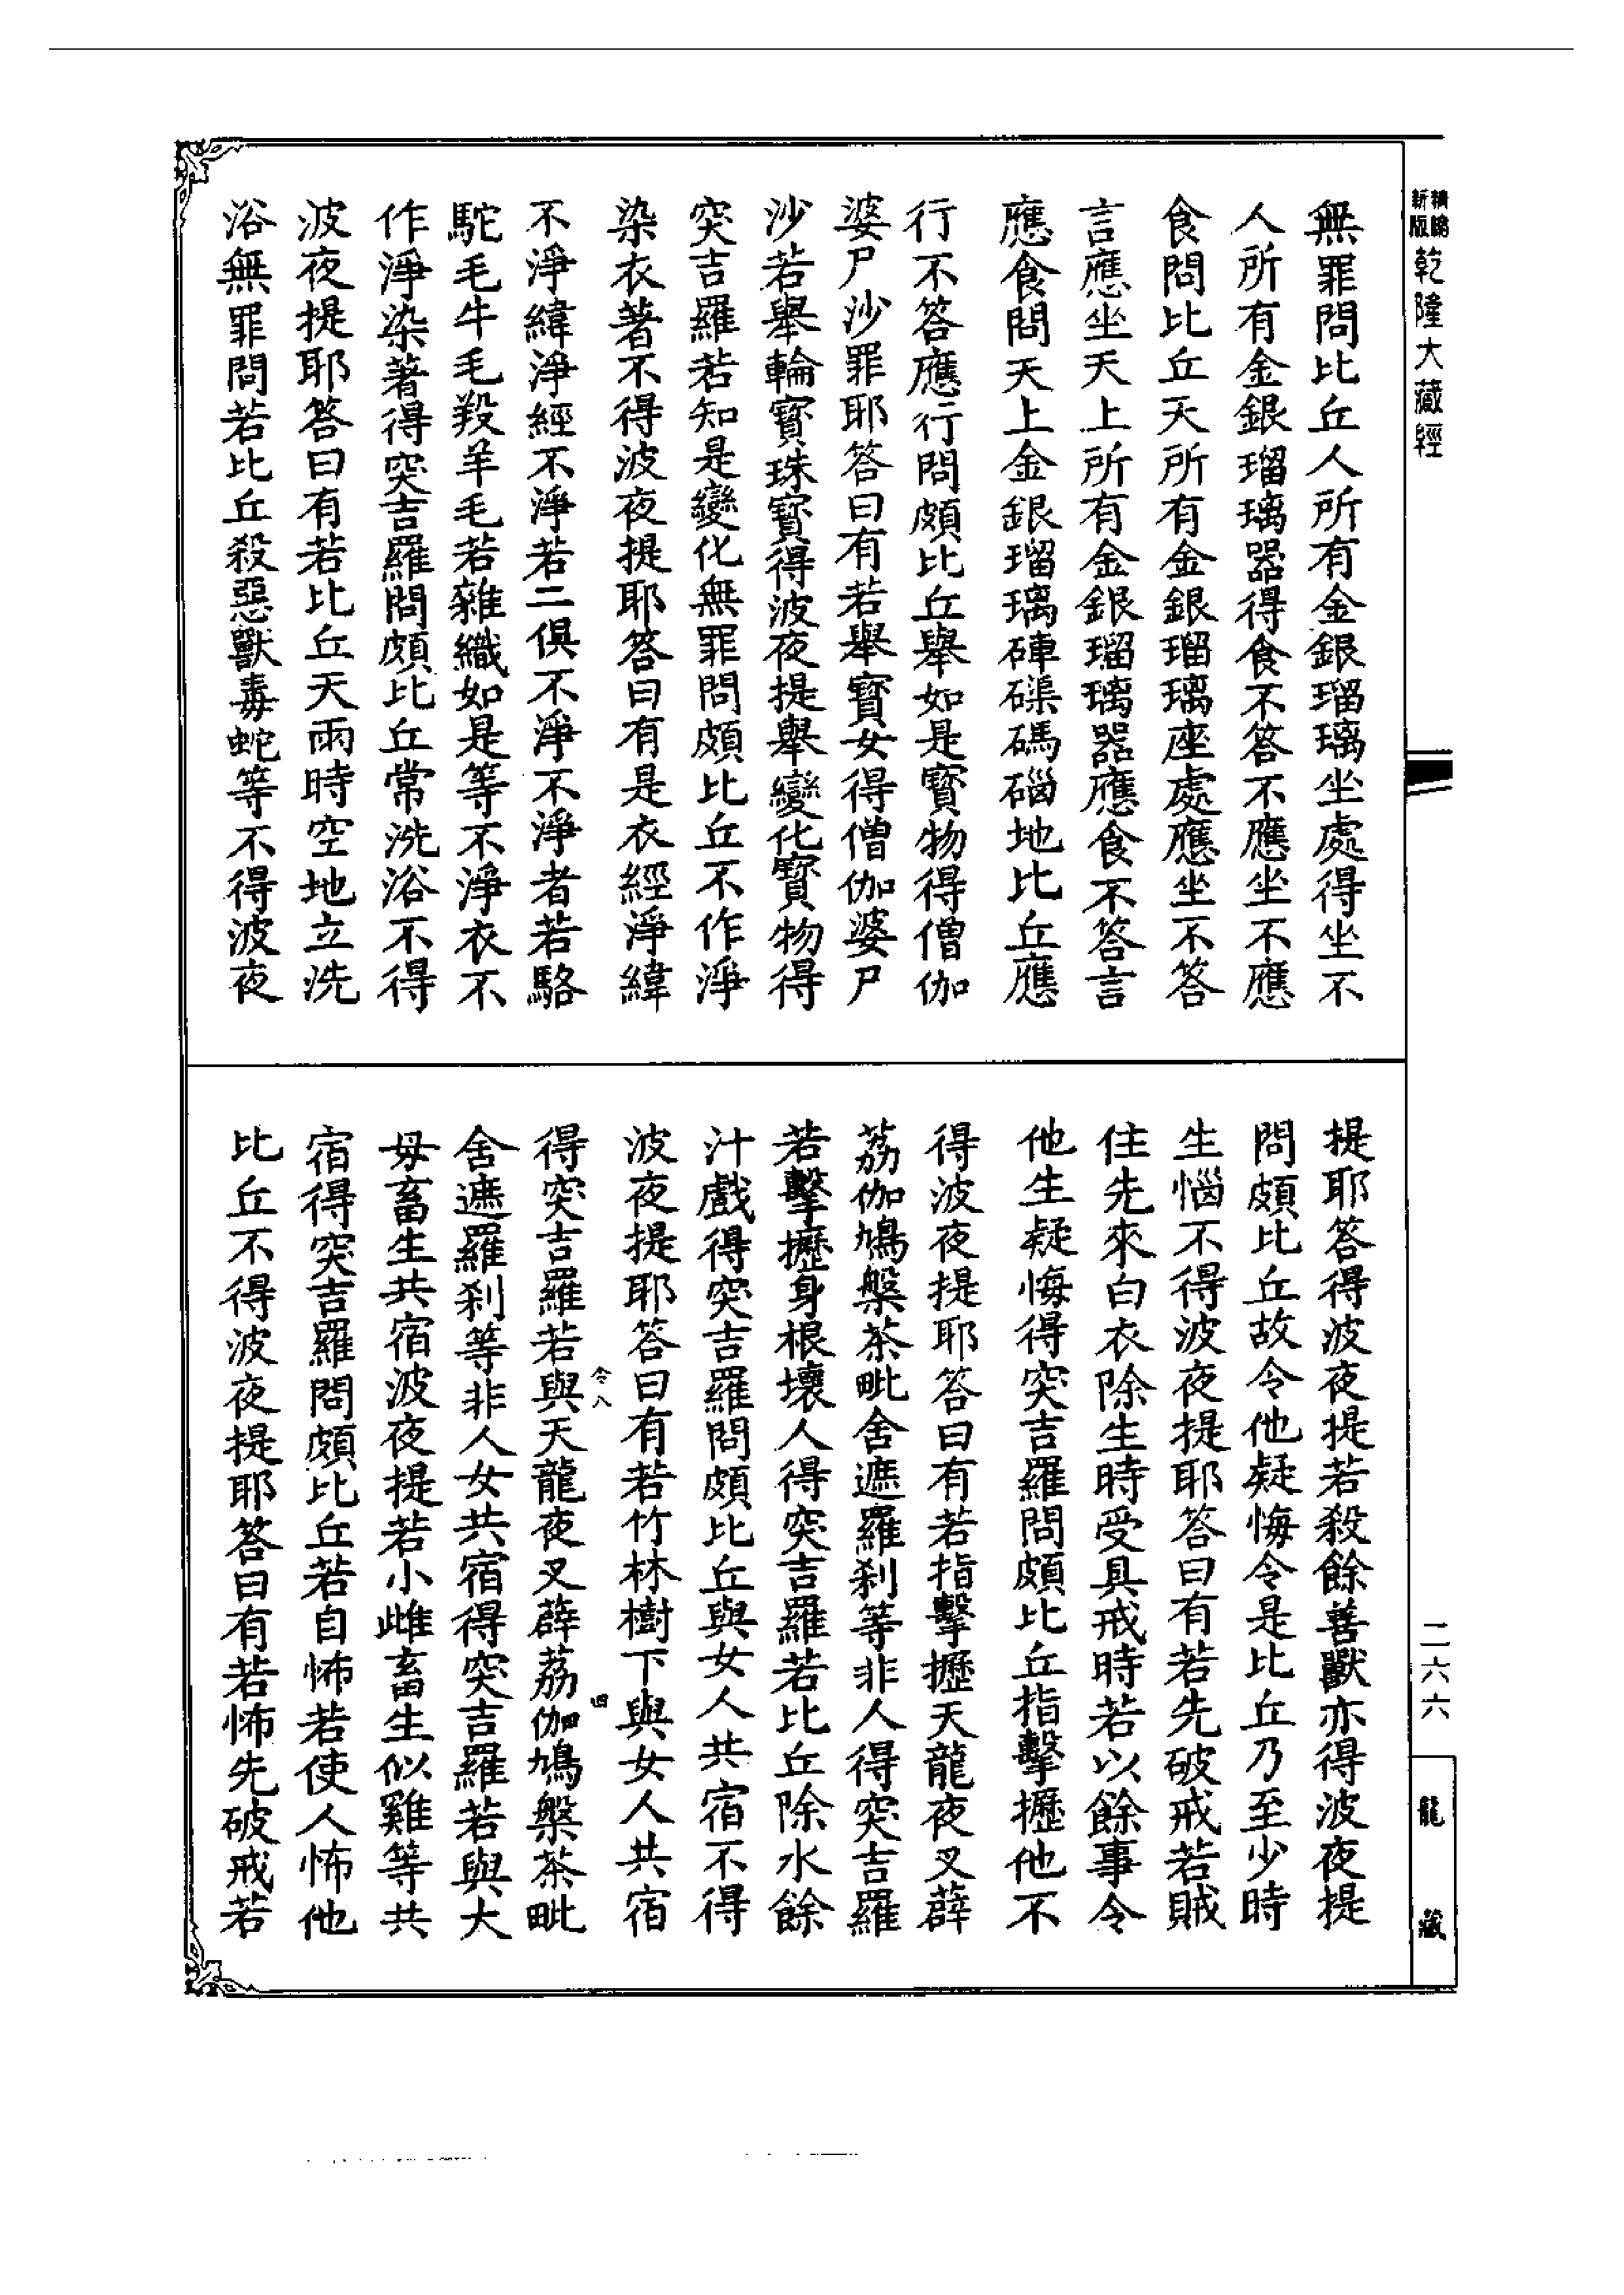 新版 精縮
乾隆大藏經
無罪問比丘人所有金銀瑠璃坐處得坐不
人所有金銀瑠璃器得食不答不應坐不應
食問比丘天所有金銀瑠璃座處應坐不答
言應坐天上所有金銀瑠璃器應食不答言
應食問天上金銀瑠璃硨磲碼碯地比丘應
行不答應行問頗比丘舉如是寶物得僧伽
婆尸沙罪耶答曰有若舉寶女得僧伽婆尸
沙若舉輪寶珠寶得波夜提舉變化寶物得
突吉羅若知是變化無罪問頗比丘不作淨
染衣著不得波夜提耶答曰有是衣經淨緯
不淨緯淨經不淨若二俱不淨不淨者若駱
駝毛牛毛羖羊毛若雜織如是等不淨衣不
作淨染著得突吉羅問頗比丘常洗浴不得
波夜提耶答曰有若比丘天雨時空地立洗
浴無罪問若比丘殺惡獸毒蛇等不得波夜
提耶答得波夜提若殺餘善獸亦得波夜提
問頗比丘故令他疑悔令是比丘乃至少時
生惱不得波夜提耶答曰有若先破戒若賊
住先來白衣除生時受具戒時若以餘事令
他生疑悔得突吉羅問頗比丘指擊攊他不
得波夜提耶答曰有若指擊攊天龍夜叉薜
荔伽鳩槃茶毗舍遮羅刹等非人得突吉羅
若擊攊身根壞人得突吉羅若比丘除水餘
汁戲得突吉羅問頗比丘與女人共宿不得
波夜提耶答曰有若竹林樹下與女人共宿
令八
四
得突吉羅若與天龍夜叉薜荔伽鳩槃茶毗
舍遮羅刹等非人女共宿得突吉羅若與大
母畜生共宿波夜提若小雌畜生似雞等共
宿得突吉羅問頗比丘若自怖若使人怖他
比丘不得波夜提耶答曰有若怖先破戒若
二六六
龍藏